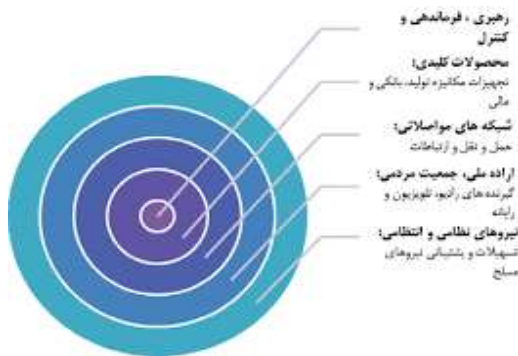 رهبری ، فرماندهی و
کنترل
محصولات کلیدی:
تجهیزات مکانیزه تولید، بانکی و
مالی
شبکه های مواصلاتی:
حمل و نقل و ارتباطات
اراده ملی، جمعیت مردمی:
گیرنده های رادیو، تلویزیون و
رایانه
نیروهای نظامی و انتظامی:
تسهیلات و پشتیبانی نیروهای
مسلح